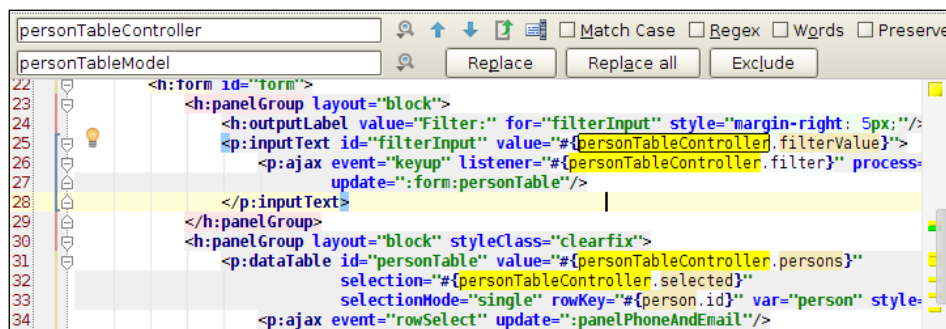 personTableController Match Case Regex Words Preserve
personTableModel Replace Replace all Exclude
22 <h:form id="form">
23 <h:panelGroup layout="block">
24 <h:outputLabel value="Filter:" for="filterInput" style="margin-right: 5px;"/>
25 <p:inputText id="filterInput" value="#{personTableController.filterValue}">
26 <p:ajax event="keyup" listener="#{personTableController.filter}" process=
27 update=":form:personTable"/>
28 </p:inputText>
29 </h:panelGroup>
30 <h:panelGroup layout="block" styleClass="clearfix">
31 <p:dataTable id="personTable" value="#{personTableController.persons}"
32 selection="#{personTableController.selected}"
33 selectionMode="single" rowKey="#{person.id}" var="person" style=
34 <p:ajax event="rowSelect" update=":panelPhoneAndEmail"/>